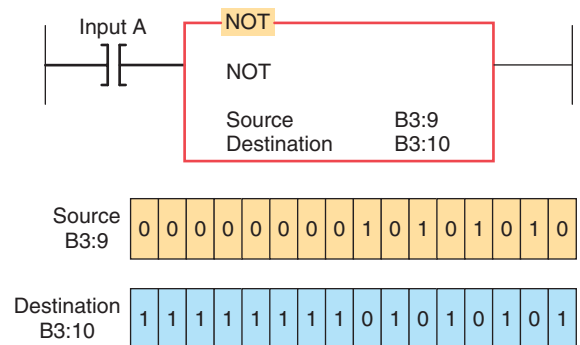 Input A
NOT
NOT
Source B3:9
Destination B3:10
Source
B3:9
0 0 0 0 0 0 0 0 1 0 1 0 1 0 1 0
Destination
B3:10
1 1 1 1 1 1 1 1 0 1 0 1 0 1 0 1